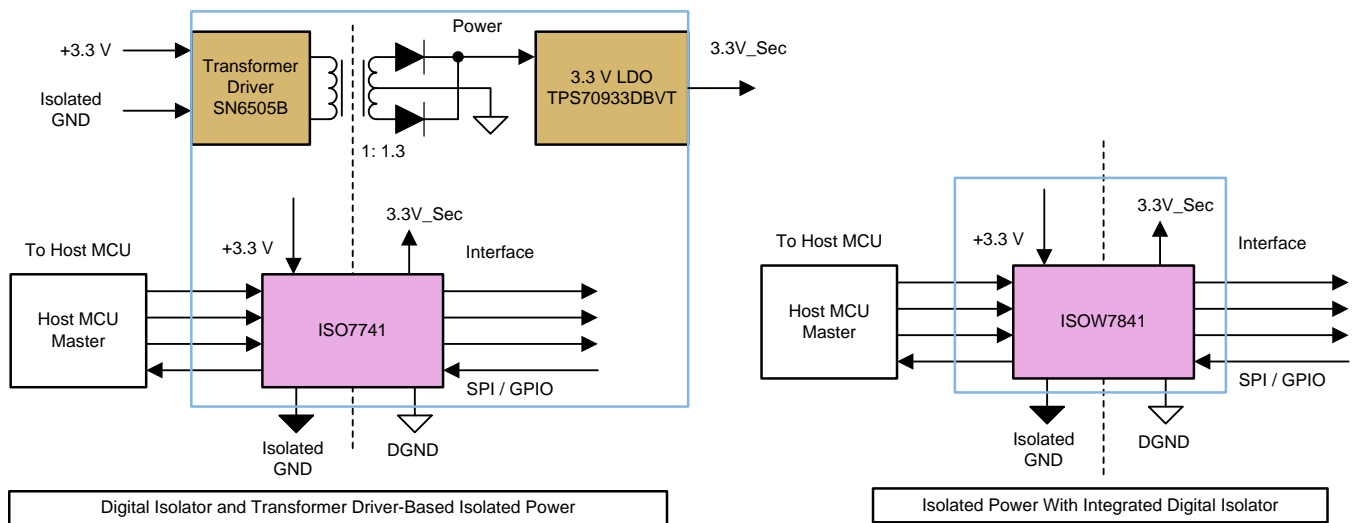 +3.3 V
Isolated
GND
Transformer
Driver
SN6505B
1: 1.3
Power
3.3 V LDO
TPS70933DBVT
3.3V_Sec
To Host MCU
Host MCU
Master
+3.3 V
3.3V_Sec
Interface
ISO7741
SPI / GPIO
Isolated
GND
DGND
Digital Isolator and Transformer Driver-Based Isolated Power
To Host MCU
Host MCU
Master
+3.3 V
3.3V_Sec
Interface
ISOW7841
SPI / GPIO
Isolated
GND
DGND
Isolated Power With Integrated Digital Isolator